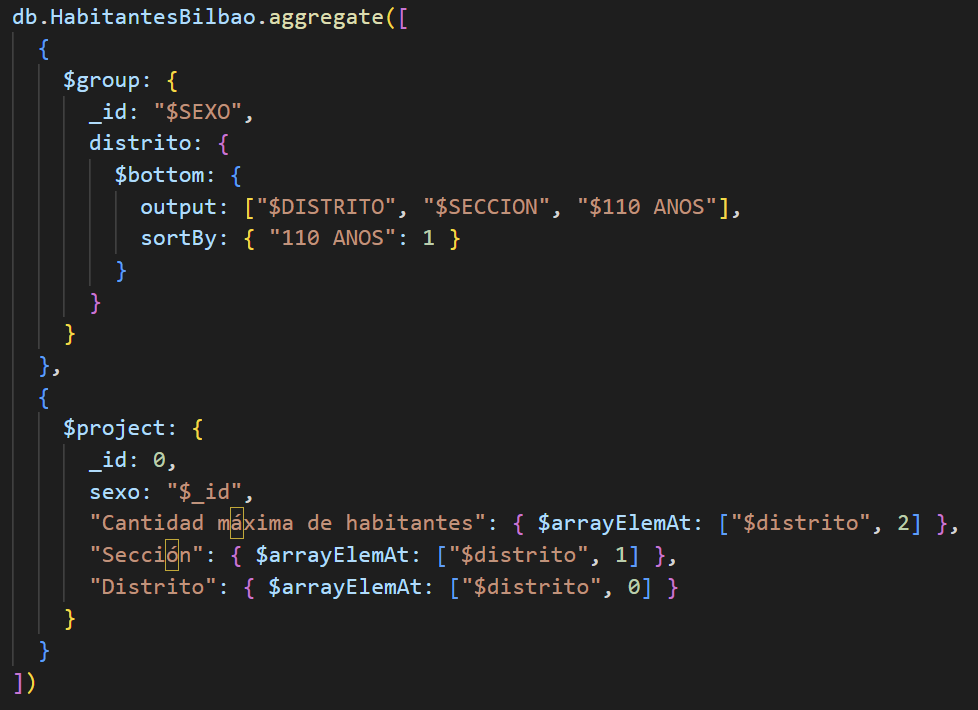 db.HabitantesBilbao.aggregate([
  {
    $group: {
      _id: "$SEXO",
      distrito: {
        $bottom: {
          output: ["$DISTRITO", "$SECCION", "$110 ANOS"],
          sortBy: { "110 ANOS": 1 }
        }
      }
    }
  },
  {
    $project: {
      _id: 0,
      sexo: "$_id",
      "Cantidad máxima de habitantes": { $arrayElemAt: ["$distrito", 2] },
      "Sección": { $arrayElemAt: ["$distrito", 1] },
      "Distrito": { $arrayElemAt: ["$distrito", 0] }
    }
  }
])